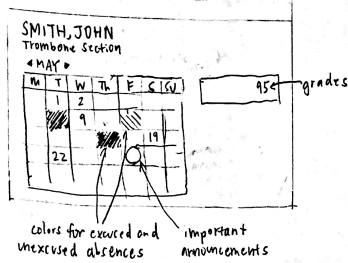 SMITH, JOHN
Trombone Section
MAY
M T W Th F S SU
1 2
9
19
22
95
grades
colors for excused and
unexcused absences
important
announcements